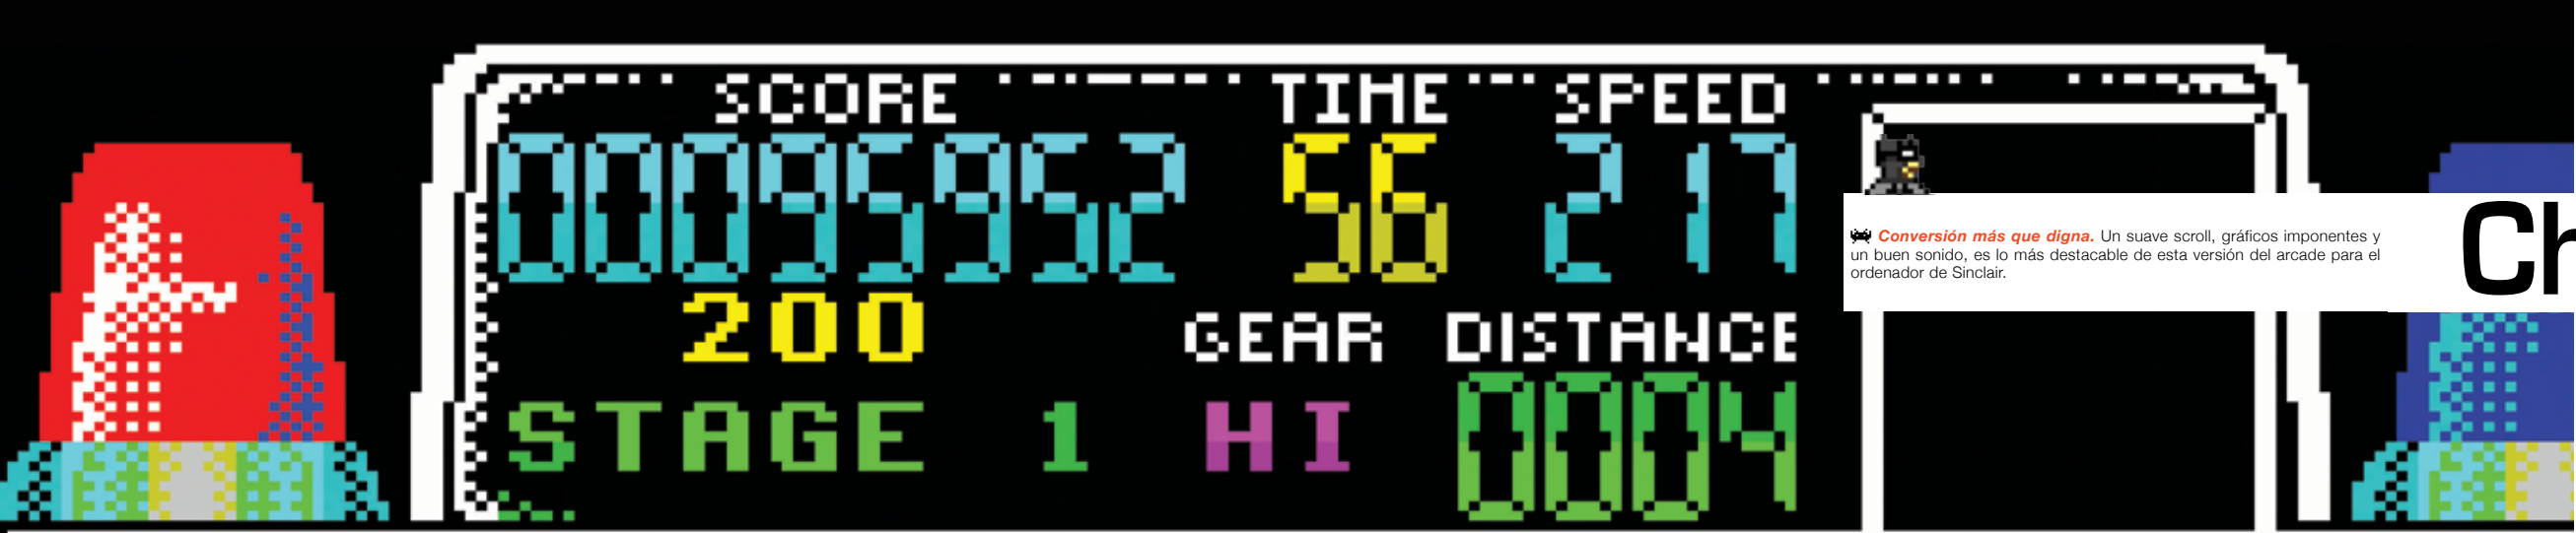 SCORE TIME SPEED
00095952 56 217
200
GEAR DISTANCE
STAGE 1 HI 0004
Conversión más que digna. Un suave scroll, gráficos imponentes y
un buen sonido, es lo más destacable de esta versión del arcade para el
ordenador de Sinclair.
Ch